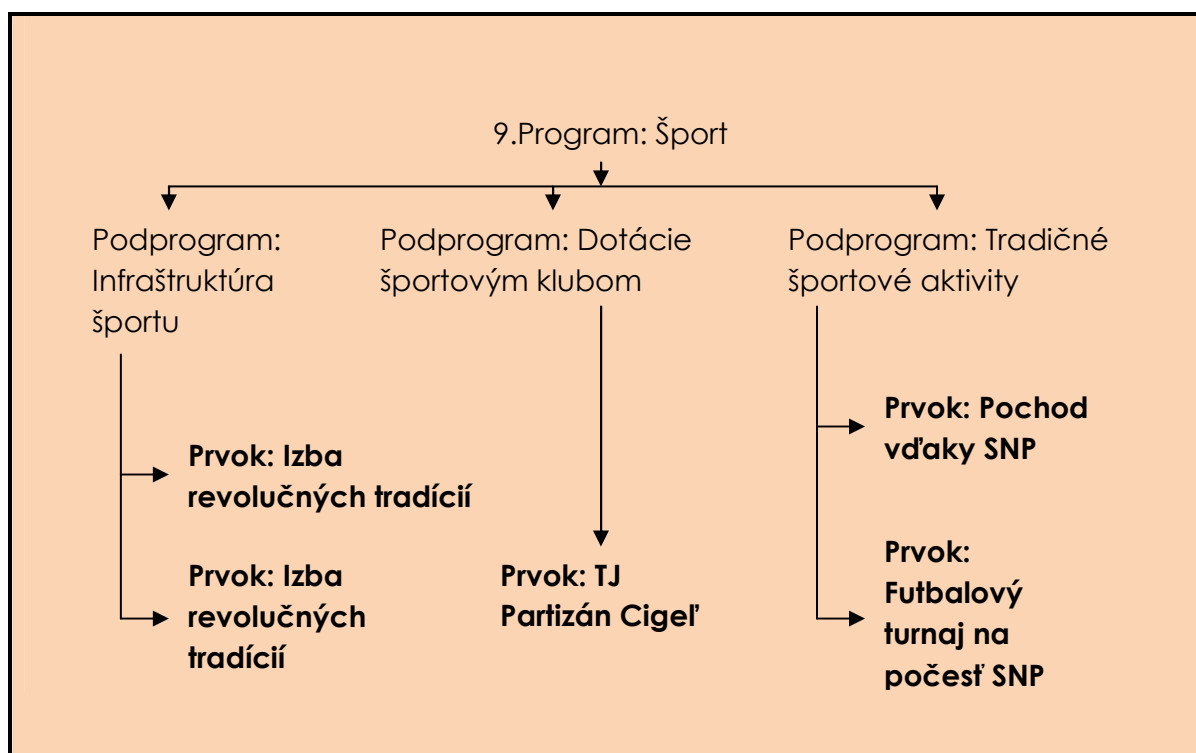 9.Program: Šport
Podprogram:
Infraštruktúra
športu
Podprogram: Dotácie
športovým klubom
Podprogram: Tradičné
športové aktivity
Prvok: Izba
revolučných tradícií
Prvok: Izba
revolučných
tradícií
Prvok: TJ
Partizán Cigeľ
Prvok: Pochod
vďaky SNP
Prvok:
Futbalový
turnaj na
počesť SNP